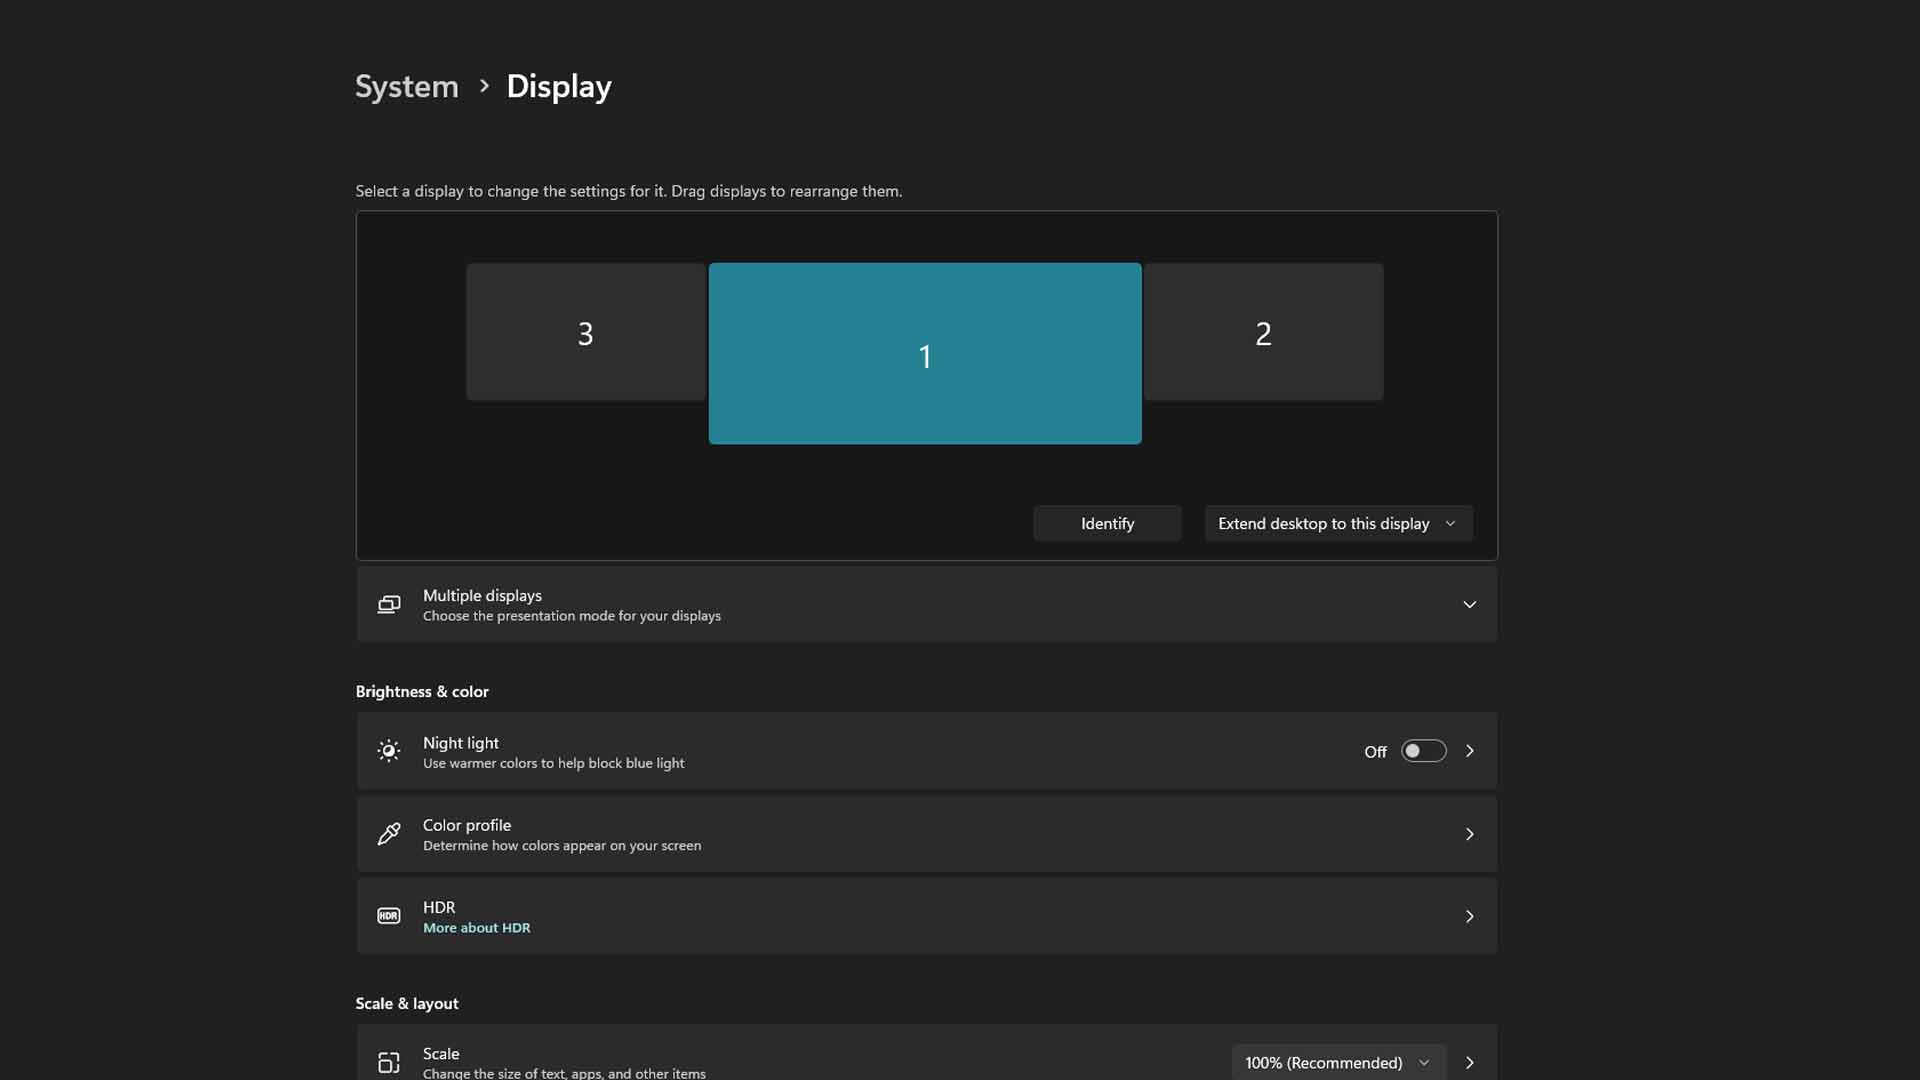 System > Display
Select a display to change the settings for it. Drag displays to rearrange them.
3
1
2
Identify
Extend desktop to this display
Multiple displays
Choose the presentation mode for your displays
Brightness & color
Night light
Use warmer colors to help block blue light
Off
Color profile
Determine how colors appear on your screen
HDR
HDR
More about HDR
Scale & layout
Scale
Change the size of text, apps, and other items
100% (Recommended)